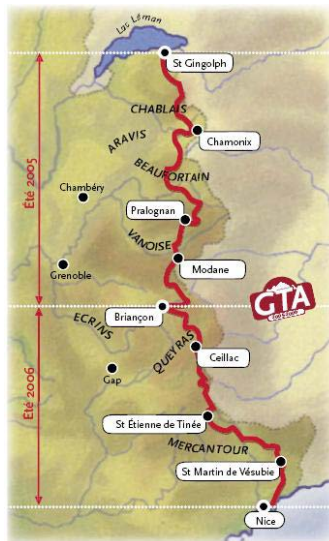 Lac Léman
St Gingolph
CHABLAIS
ARAVIS
Chamonix
BEAUFORTAIN
Chambéry
Pralognan
VANOISE
Modane
Grenoble
Été 2005
GTA
Briançon
ECRINS
QUEYRAS
Ceillac
Gap
Été 2006
St Étienne de Tinée
MERCANTOUR
St Martin de Vésubie
Nice